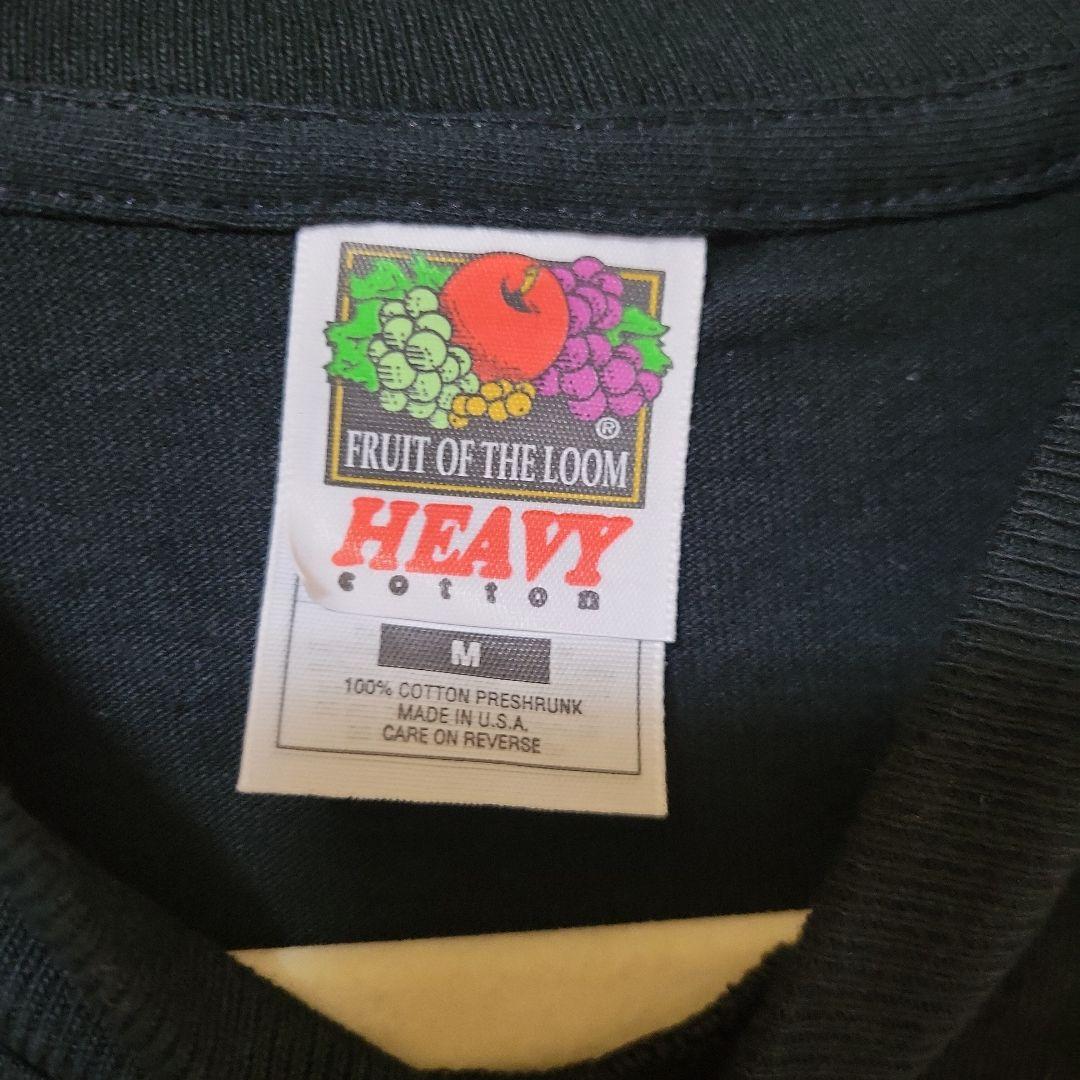 ®
FRUIT OF THE LOOM
HEAVY
cotton
M
100% COTTON PRESHRUNK
MADE IN U.S.A.
CARE ON REVERSE